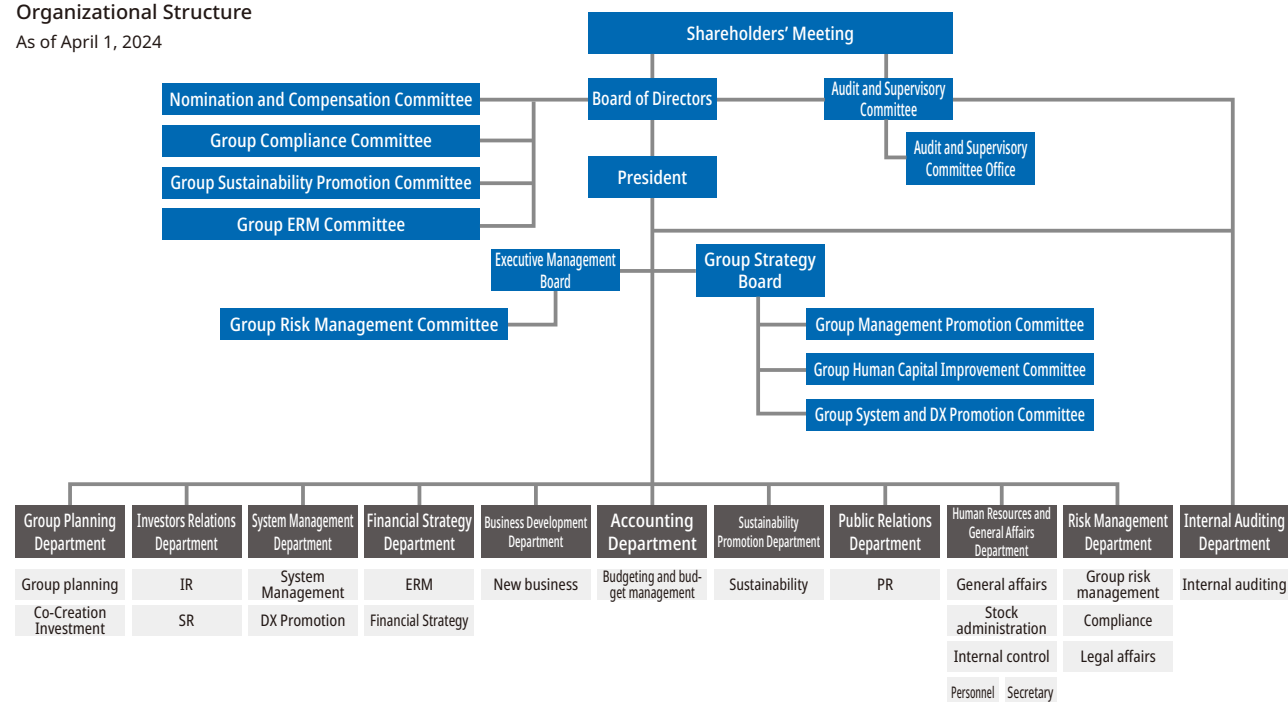 Organizational Structure
As of April 1, 2024
Shareholders’ Meeting
Nomination and Compensation Committee
Board of Directors
Audit and Supervisory
Committee
Group Compliance Committee
Audit and Supervisory
Committee Office
Group Sustainability Promotion Committee
President
Group ERM Committee
Executive Management
Board
Group Strategy
Board
Group Risk Management Committee
Group Management Promotion Committee
Group Human Capital Improvement Committee
Group System and DX Promotion Committee
Group Planning
Department
Investors Relations
Department
System Management
Department
Financial Strategy
Department
Business Development
Department
Accounting
Department
Sustainability
Promotion Department
Public Relations
Department
Human Resources and
General Affairs
Department
Risk Management
Department
Internal Auditing
Department
Group planning
IR
System
Management
ERM
New business
Budgeting and bud-
get management
Sustainability
PR
General affairs
Group risk
management
Internal auditing
Co-Creation
Investment
SR
DX Promotion
Financial Strategy
Stock
administration
Compliance
Internal control
Legal affairs
Personnel
Secretary